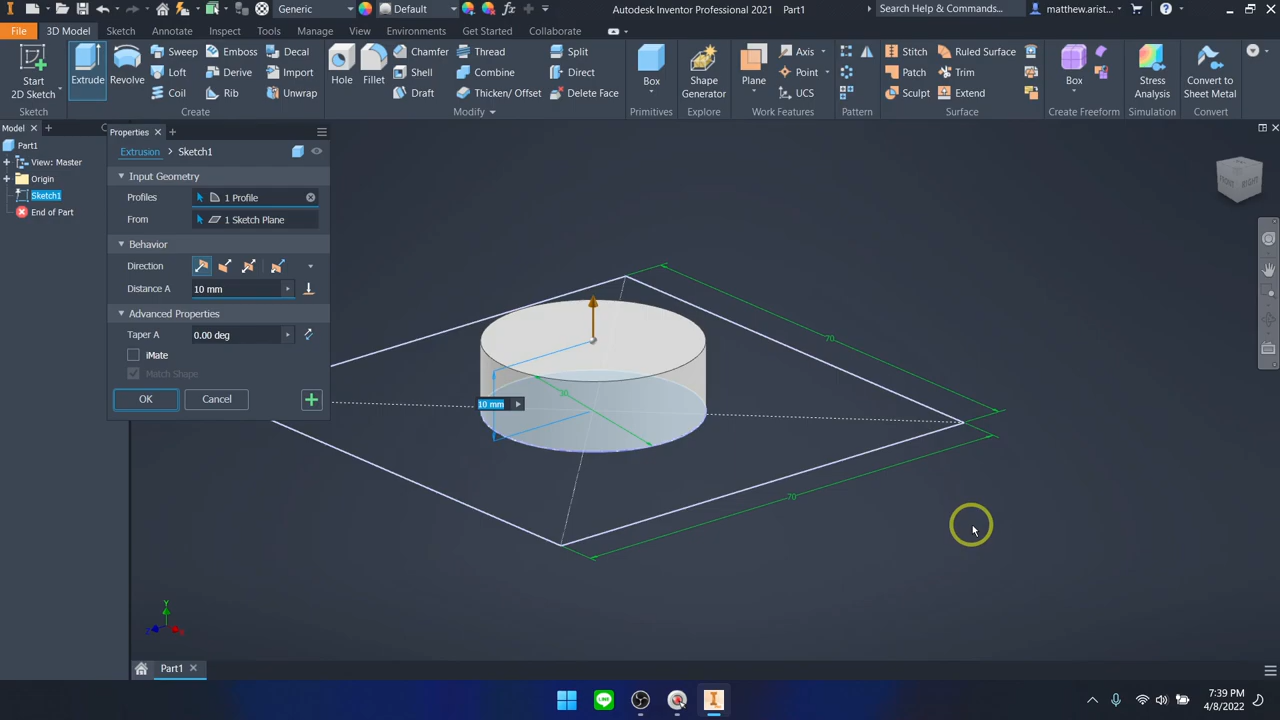 Generic
Default
Autodesk Inventor Professional 2021
Search Help & Commands...
matthew.arist...
File
3D Model
Sketch
Annotate
Inspect
Tools
Manage
View
Environments
Get Started
Collaborate
Start
2D Sketch
Extrude
Revolve
Sweep
Loft
Coil
Emboss
Derive
Rib
Decal
Import
Unwrap
Hole
Fillet
Chamfer
Shell
Draft
Thread
Combine
Thicken/ Offset
Split
Direct
Delete Face
Box
Shape
Generator
Plane
Axis
Point
UCS
Stitch
Patch
Sculpt
Ruled Surface
Trim
Extend
Box
Stress
Analysis
Convert to
Sheet Metal
Sketch
Create
Modify
Primitives
Explore
Work Features
Pattern
Surface
Create Freeform
Simulation
Convert
Model
Part1
View: Master
Origin
Sketch1
End of Part
Properties
Extrusion > Sketch1
Input Geometry
Profiles
1 Profile
From
1 Sketch Plane
Behavior
Direction
Distance A
10 mm
Advanced Properties
Taper A
0.00 deg
iMate
Match Shape
OK
Cancel
FRONT
RIGHT
70
10 mm
70
Y
Z
X
Part1
LINE
7:39 PM
4/8/2022